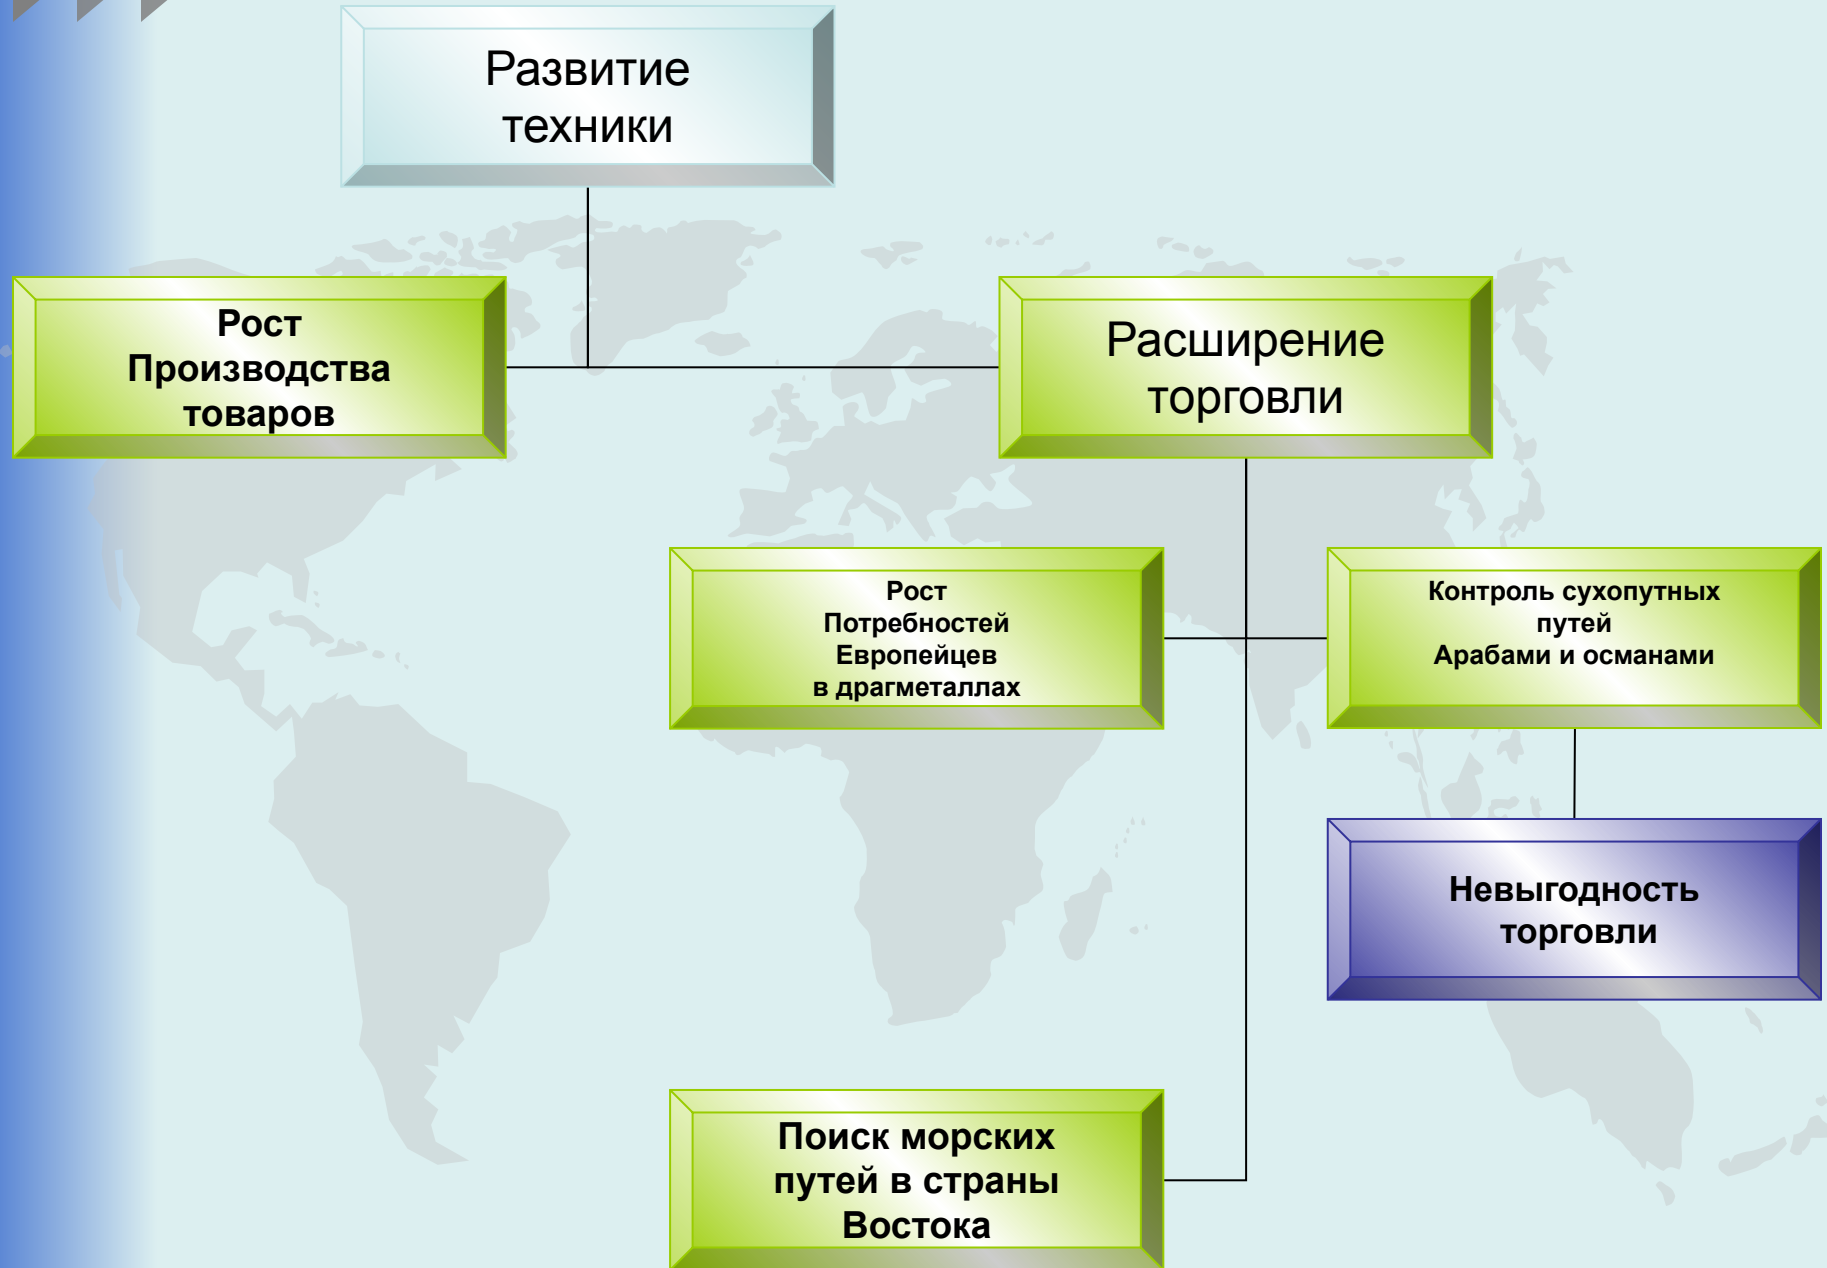 Развитие
техники
Рост
Производства
товаров
Расширение
торговли
Рост
Потребностей
Европейцев
в драгметаллах
Контроль сухопутных
путей
Арабами и османами
Невыгодность
торговли
Поиск морских
путей в страны
Востока